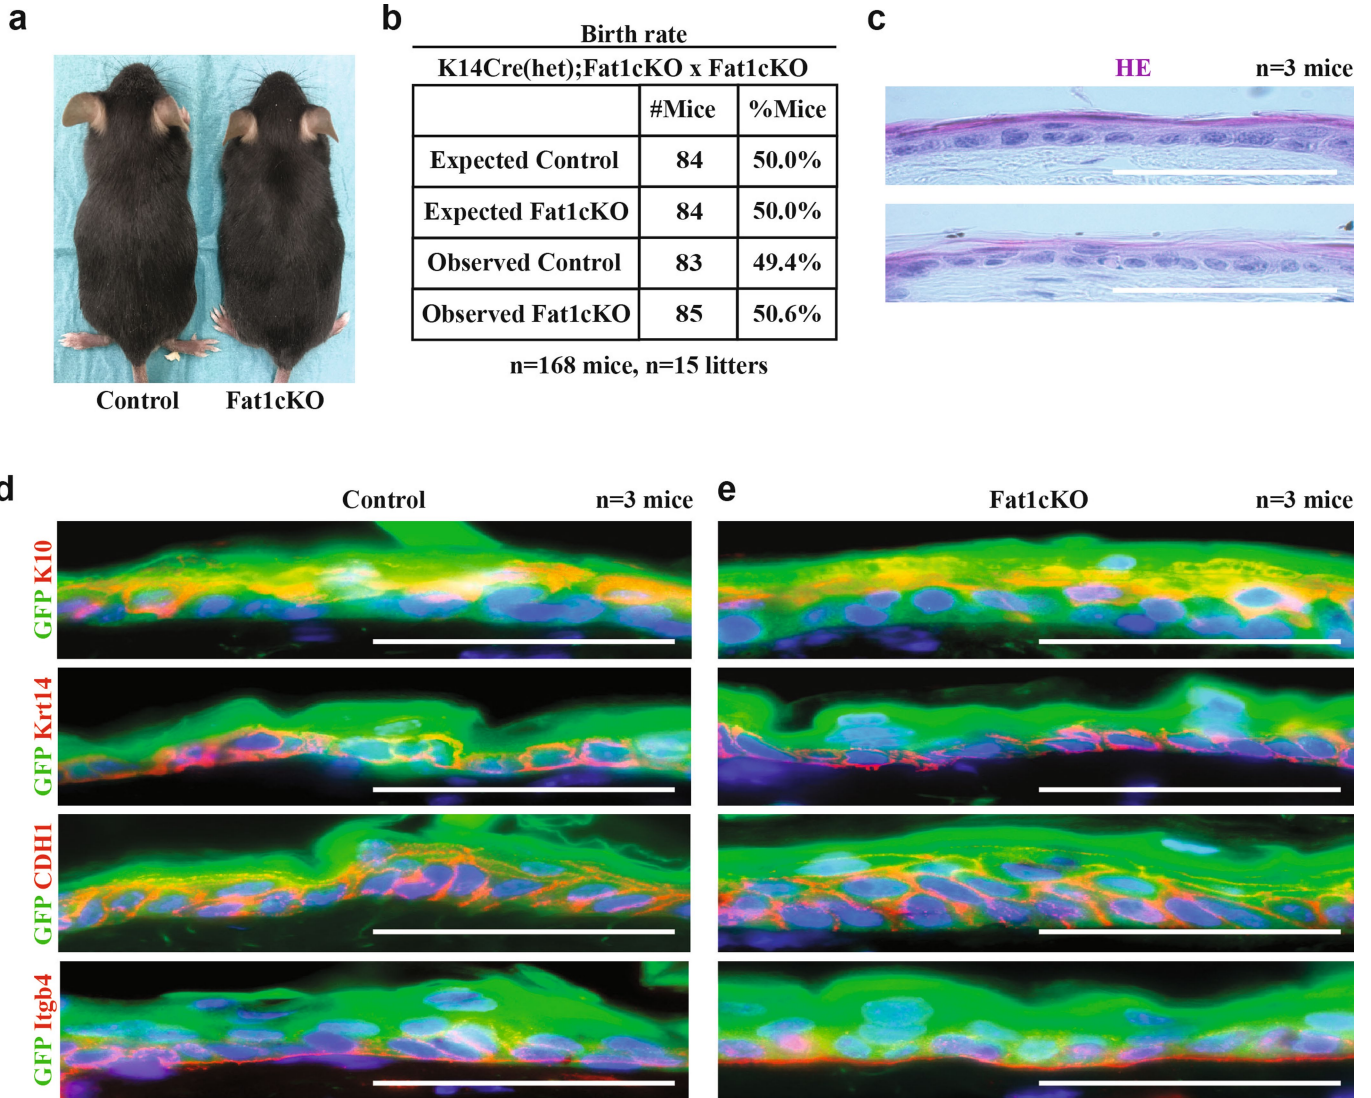 a
b
c
Birth rate
K14Cre(het);Fat1cKO x Fat1cKO
#Mice %Mice
Expected Control 84 50.0%
Expected Fat1cKO 84 50.0%
Observed Control 83 49.4%
Observed Fat1cKO 85 50.6%
n=168 mice, n=15 litters
Control Fat1cKO
HE n=3 mice
d
Control n=3 mice
e
Fat1cKO n=3 mice
GFP K10
GFP Krt14
GFP CDH1
GFP Itgb4